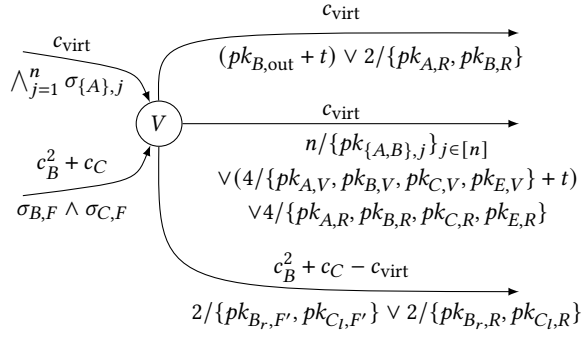 c_virt
⋀_{j=1}^{n} σ_{{A},j}
c_B^2 + c_C
σ_{B,F} ∧ σ_{C,F}
V
c_virt
(pk_{B,out} + t) ∨ 2/{pk_{A,R}, pk_{B,R}}
c_virt
n/{pk_{{A,B},j}}_{j∈[n]}
∨(4/{pk_{A,V}, pk_{B,V}, pk_{C,V}, pk_{E,V}} + t)
∨4/{pk_{A,R}, pk_{B,R}, pk_{C,R}, pk_{E,R}}
c_B^2 + c_C − c_virt
2/{pk_{B_r,F'}, pk_{C_l,F'}} ∨ 2/{pk_{B_r,R}, pk_{C_l,R}}